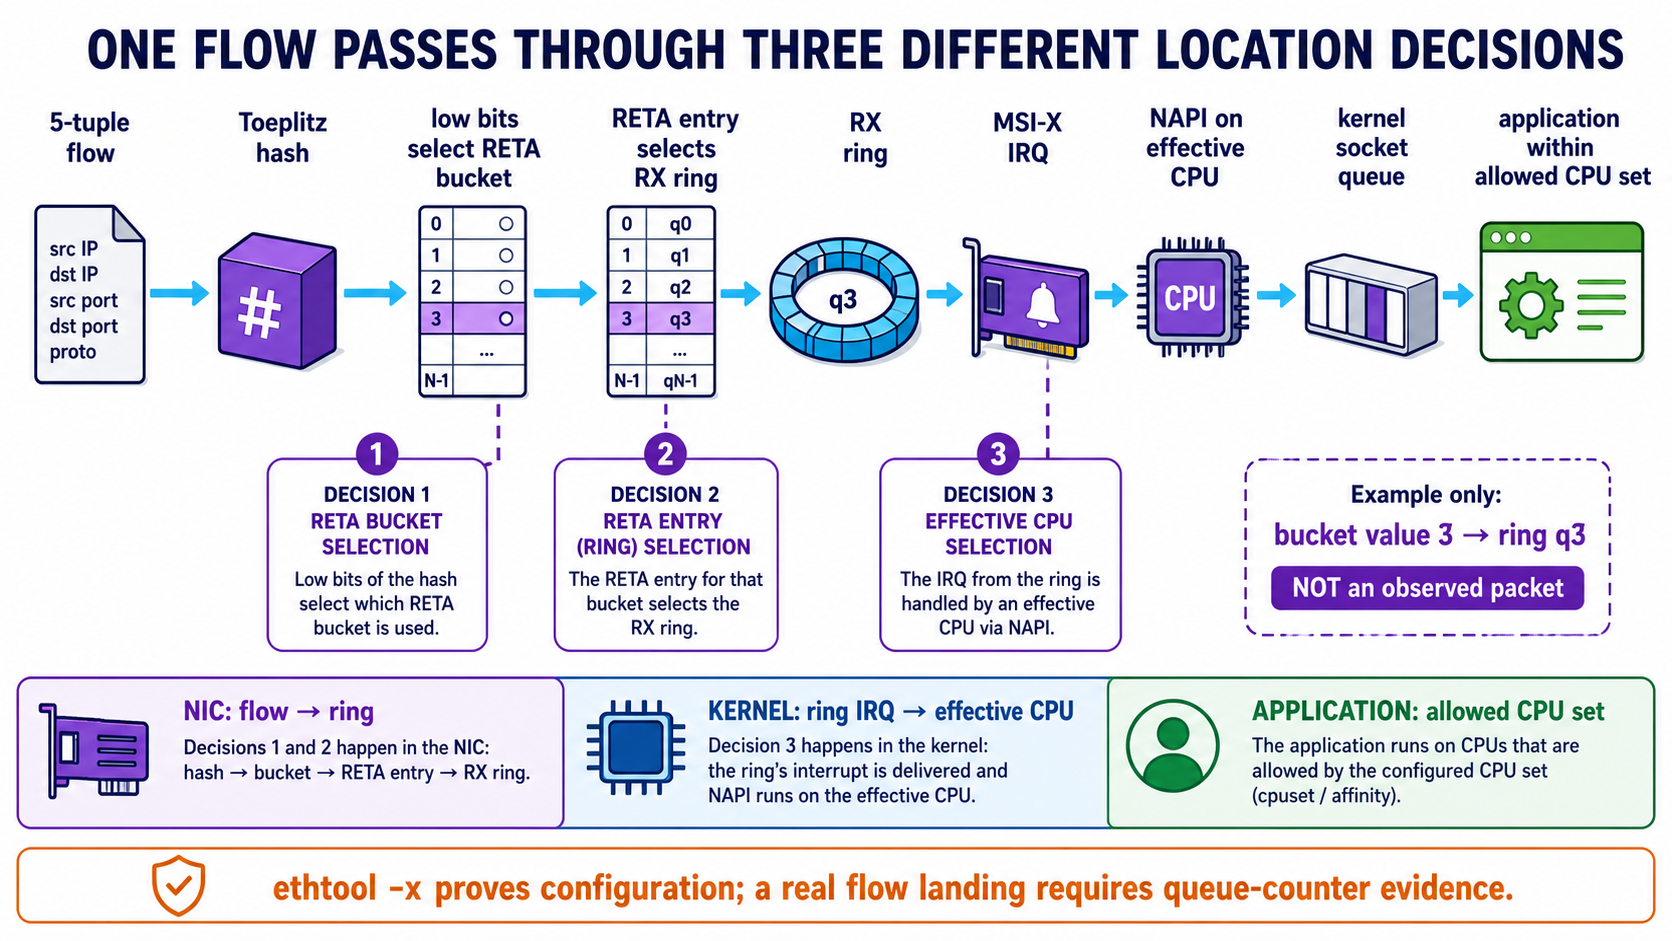 ONE FLOW PASSES THROUGH THREE DIFFERENT LOCATION DECISIONS
5-tuple
flow
Toeplitz
hash
low bits
select RETA
bucket
RETA entry
selects
RX ring
RX
ring
MSI-X
IRQ
NAPI on
effective
CPU
kernel
socket
queue
application
within
allowed CPU set
src IP
dst IP
src port
dst port
proto
#
0
1
2
3
...
N-1
0 q0
1 q1
2 q2
3 q3
...
N-1 qN-1
q3
CPU
1
DECISION 1
RETA BUCKET
SELECTION
Low bits of the hash
select which RETA
bucket is used.
2
DECISION 2
RETA ENTRY
(RING) SELECTION
The RETA entry for that
bucket selects the
RX ring.
3
DECISION 3
EFFECTIVE CPU
SELECTION
The IRQ from the ring is
handled by an effective
CPU via NAPI.
Example only:
bucket value 3 → ring q3
NOT an observed packet
NIC: flow → ring
Decisions 1 and 2 happen in the NIC:
hash → bucket → RETA entry → RX ring.
KERNEL: ring IRQ → effective CPU
Decision 3 happens in the kernel:
the ring's interrupt is delivered and
NAPI runs on the effective CPU.
APPLICATION: allowed CPU set
The application runs on CPUs that are
allowed by the configured CPU set
(cpuset / affinity).
ethtool -x proves configuration; a real flow landing requires queue-counter evidence.